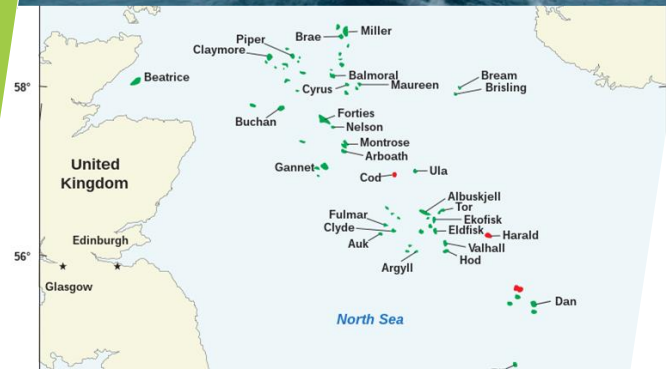 Miller
Brae
Piper
Claymore
Beatrice
58°
Balmoral
Cyrus
Maureen
Bream
Brisling
Buchan
Forties
Nelson
Montrose
Arboath
United
Kingdom
Gannet
Cod
Ula
Albuskjell
Tor
Fulmar
Ekofisk
Clyde
Eldfisk
Harald
Edinburgh
Auk
Valhall
Hod
56°
Argyll
Glasgow
Dan
North Sea